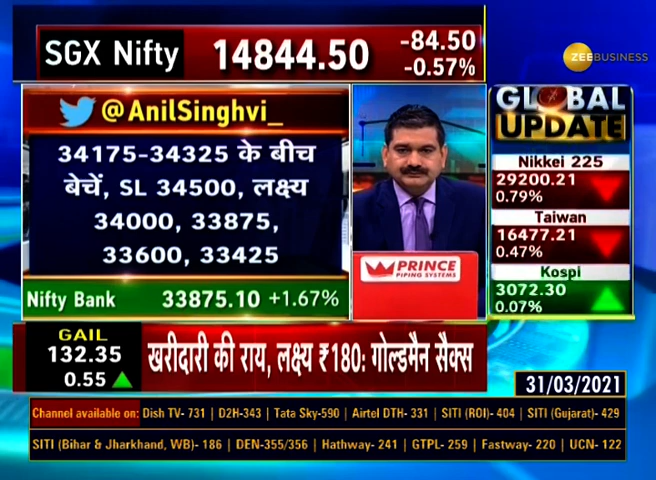 SGX Nifty 14844.50 -84.50
-0.57%
ZEEBUSINESS
@AnilSinghvi_
34175-34325 के बीच
बेचें, SL 34500, लक्ष्य
34000, 33875,
33600, 33425
Nifty Bank 33875.10 +1.67%
PRINCE
PIPING SYSTEMS
GLOBAL
UPDATE
Nikkei 225
29200.21
0.79%
Taiwan
16477.21
0.47%
Kospi
3072.30
0.07%
GAIL
132.35
0.55
खरीदारी की राय, लक्ष्य ₹180: गोल्डमैन सैक्स
31/03/2021
Channel available on: Dish TV- 731 | D2H-343 | Tata Sky-590 | Airtel DTH- 331 | SITI (ROI)- 404 | SITI (Gujarat)- 429
SITI (Bihar & Jharkhand, WB)- 186 | DEN-355/356 | Hathway- 241 | GTPL- 259 | Fastway- 220 | UCN- 122